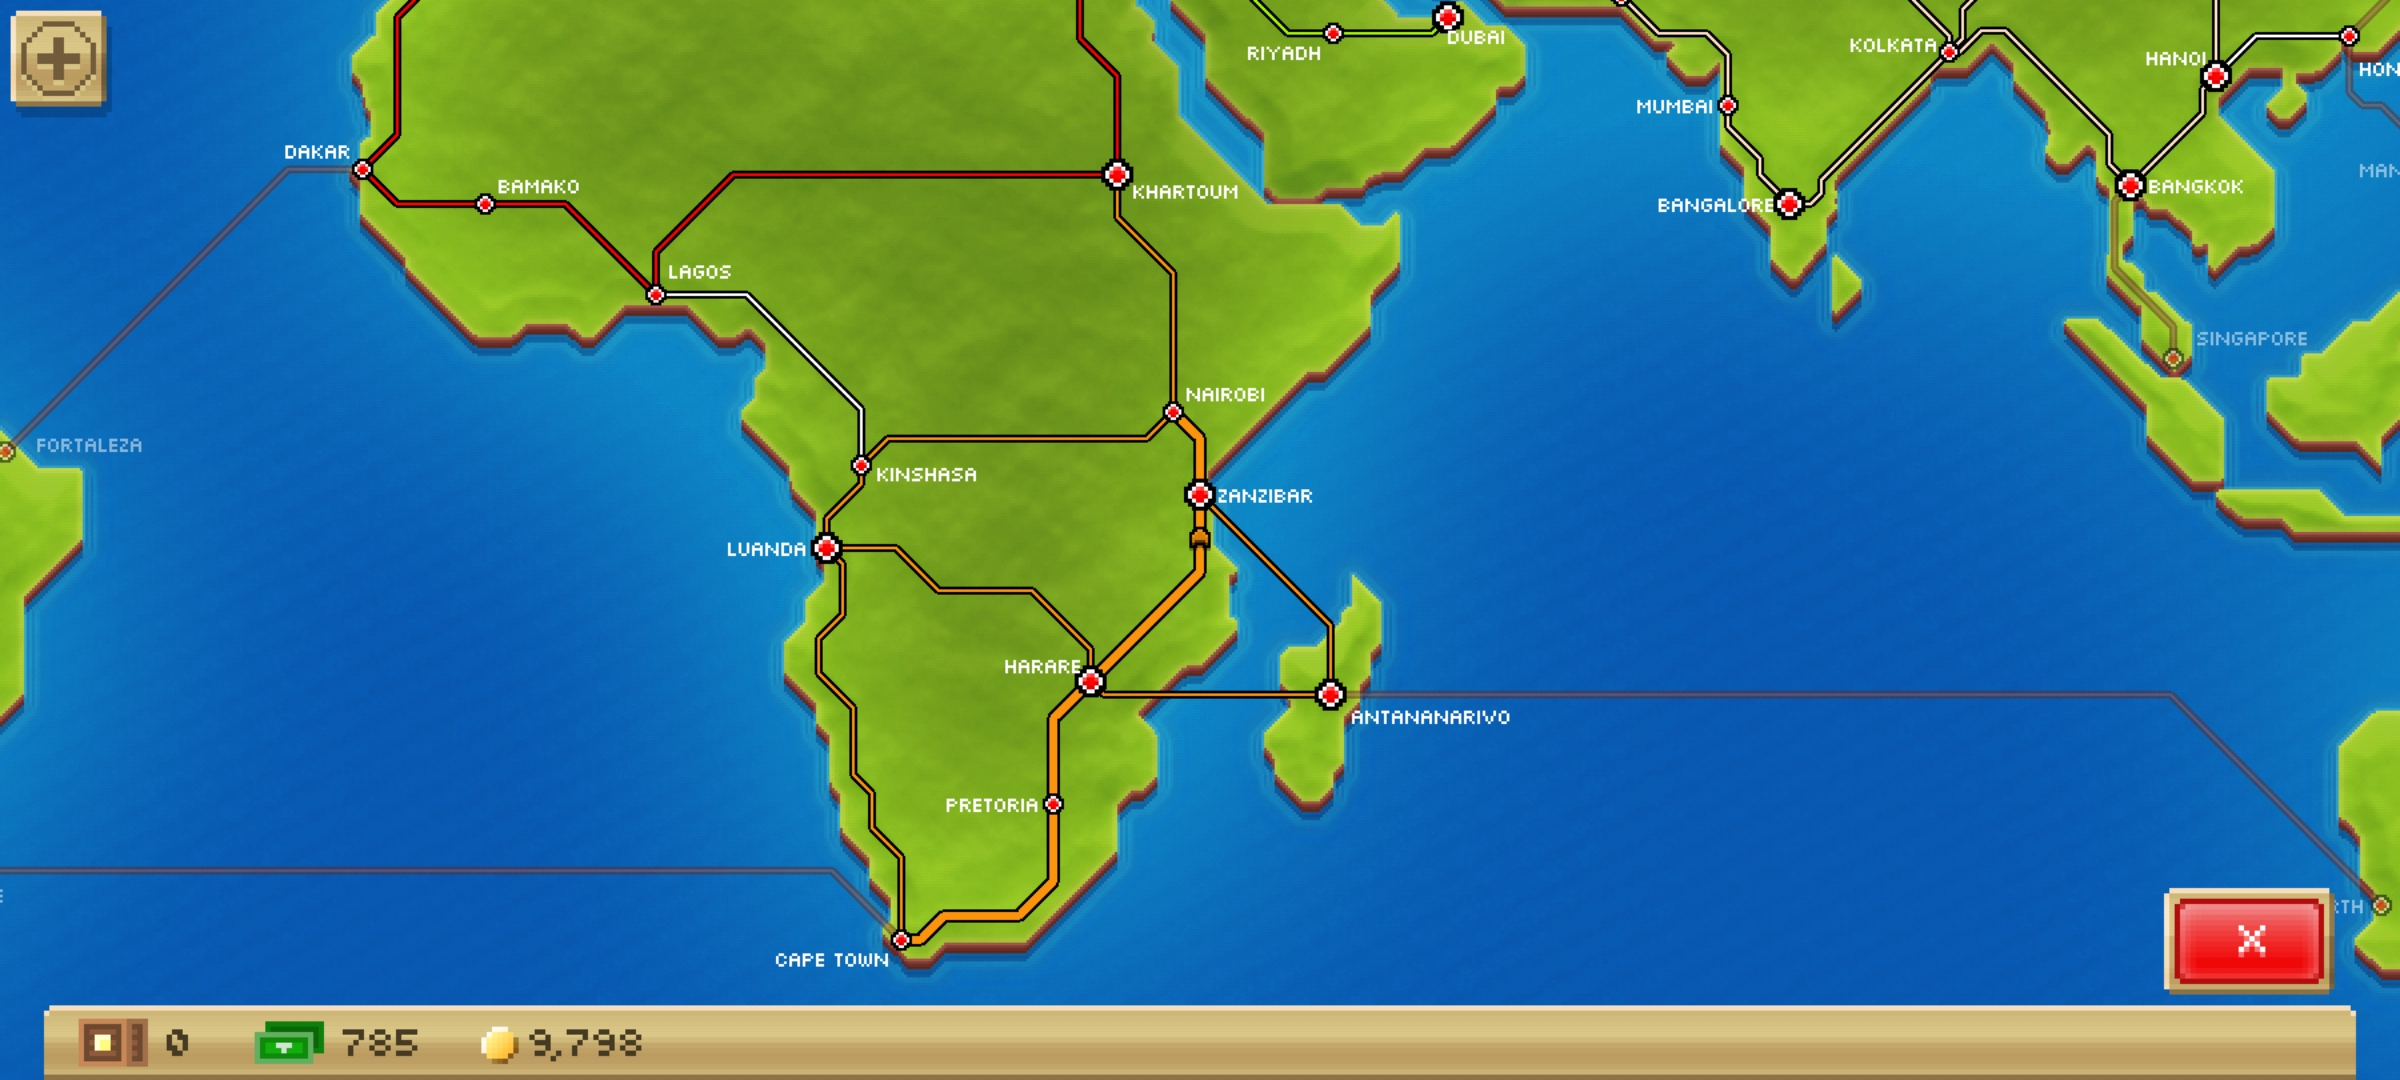 DUBAI
RIYADH
KOLKATA
HANOI
HON
MUMBAI
DAKAR
BAMAKO
KHARTOUM
MAN
BANGKOK
BANGALORE
LAGOS
SINGAPORE
NAIROBI
FORTALEZA
KINSHASA
ZANZIBAR
LUANDA
HARARE
ANTANANARIVO
PRETORIA
RTH
CAPE TOWN
0 785 9,798